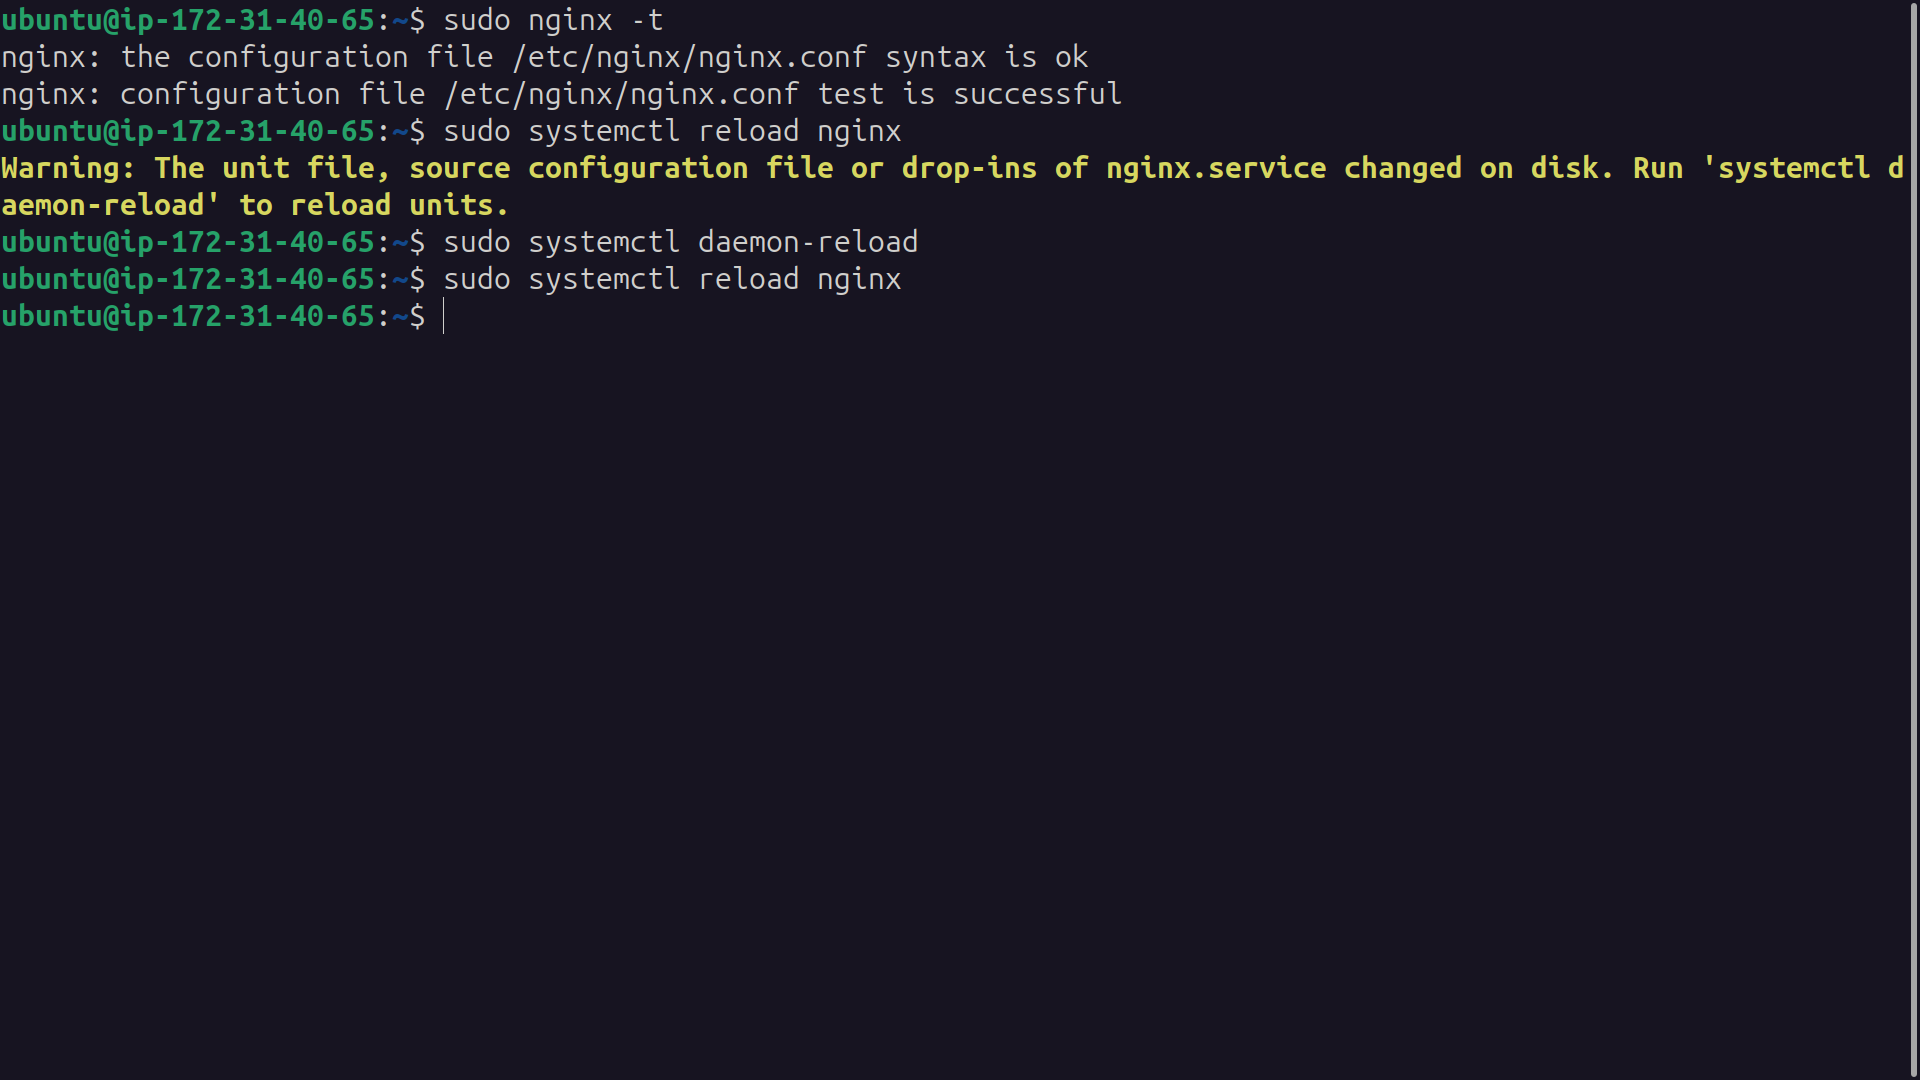 ubuntu@ip-172-31-40-65:~$ sudo nginx -t
nginx: the configuration file /etc/nginx/nginx.conf syntax is ok
nginx: configuration file /etc/nginx/nginx.conf test is successful
ubuntu@ip-172-31-40-65:~$ sudo systemctl reload nginx
Warning: The unit file, source configuration file or drop-ins of nginx.service changed on disk. Run 'systemctl d
aemon-reload' to reload units.
ubuntu@ip-172-31-40-65:~$ sudo systemctl daemon-reload
ubuntu@ip-172-31-40-65:~$ sudo systemctl reload nginx
ubuntu@ip-172-31-40-65:~$